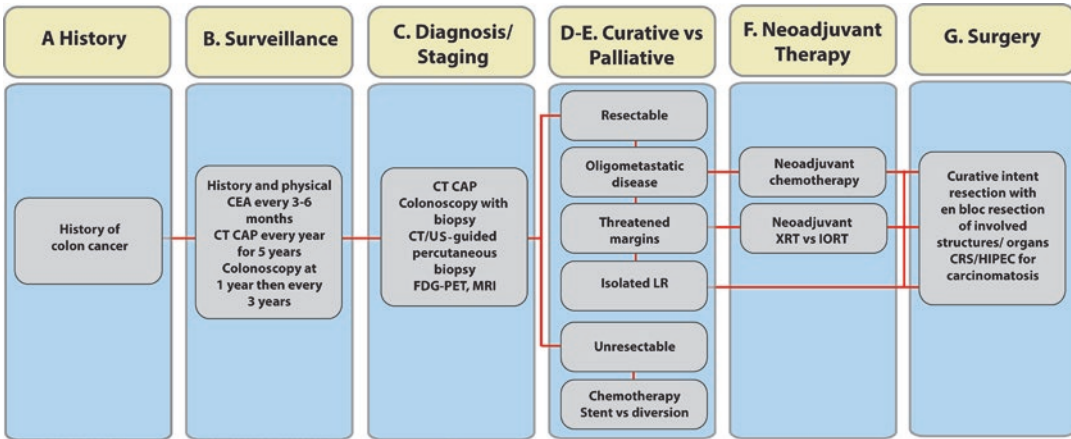 A History
B. Surveillance
C. Diagnosis/
Staging
D-E. Curative vs
Palliative
F. Neoadjuvant
Therapy
G. Surgery
History of
colon cancer
History and physical
CEA every 3-6
months
CT CAP every year
for 5 years
Colonoscopy at
1 year then every
3 years
CT CAP
Colonoscopy with
biopsy
CT/US-guided
percutaneous
biopsy
FDG-PET, MRI
Resectable
Oligometastatic
disease
Threatened
margins
Isolated LR
Unresectable
Chemotherapy
Stent vs diversion
Neoadjuvant
chemotherapy
Neoadjuvant
XRT vs IORT
Curative intent
resection with
en bloc resection
of involved
structures/ organs
CRS/HIPEC for
carcinomatosis